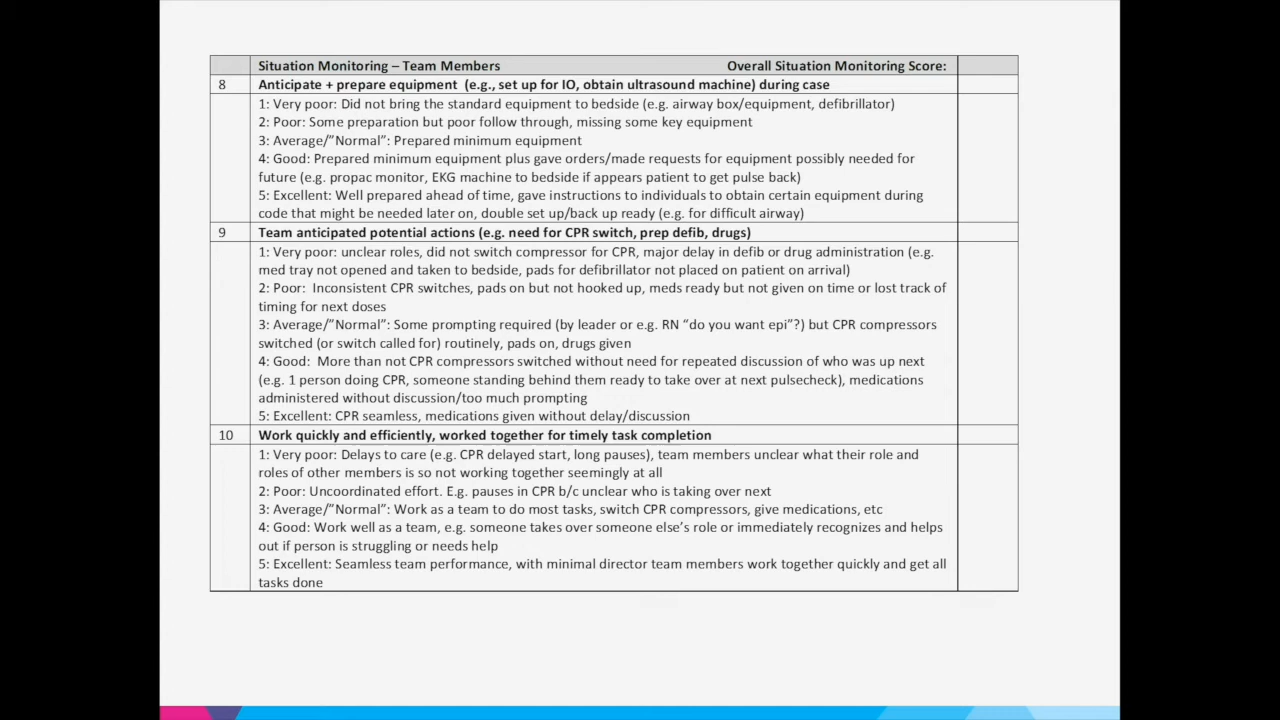 Situation Monitoring – Team Members Overall Situation Monitoring Score:
8 Anticipate + prepare equipment (e.g., set up for IO, obtain ultrasound machine) during case
1: Very poor: Did not bring the standard equipment to bedside (e.g. airway box/equipment, defibrillator)
2: Poor: Some preparation but poor follow through, missing some key equipment
3: Average/”Normal”: Prepared minimum equipment
4: Good: Prepared minimum equipment plus gave orders/made requests for equipment possibly needed for
future (e.g. propac monitor, EKG machine to bedside if appears patient to get pulse back)
5: Excellent: Well prepared ahead of time, gave instructions to individuals to obtain certain equipment during
code that might be needed later on, double set up/back up ready (e.g. for difficult airway)
9 Team anticipated potential actions (e.g. need for CPR switch, prep defib, drugs)
1: Very poor: unclear roles, did not switch compressor for CPR, major delay in defib or drug administration (e.g.
med tray not opened and taken to bedside, pads for defibrillator not placed on patient on arrival)
2: Poor: Inconsistent CPR switches, pads on but not hooked up, meds ready but not given on time or lost track of
timing for next doses
3: Average/”Normal”: Some prompting required (by leader or e.g. RN “do you want epi”?) but CPR compressors
switched (or switch called for) routinely, pads on, drugs given
4: Good: More than not CPR compressors switched without need for repeated discussion of who was up next
(e.g. 1 person doing CPR, someone standing behind them ready to take over at next pulsecheck), medications
administered without discussion/too much prompting
5: Excellent: CPR seamless, medications given without delay/discussion
10 Work quickly and efficiently, worked together for timely task completion
1: Very poor: Delays to care (e.g. CPR delayed start, long pauses), team members unclear what their role and
roles of other members is so not working together seemingly at all
2: Poor: Uncoordinated effort. E.g. pauses in CPR b/c unclear who is taking over next
3: Average/”Normal”: Work as a team to do most tasks, switch CPR compressors, give medications, etc
4: Good: Work well as a team, e.g. someone takes over someone else’s role or immediately recognizes and helps
out if person is struggling or needs help
5: Excellent: Seamless team performance, with minimal director team members work together quickly and get all
tasks done